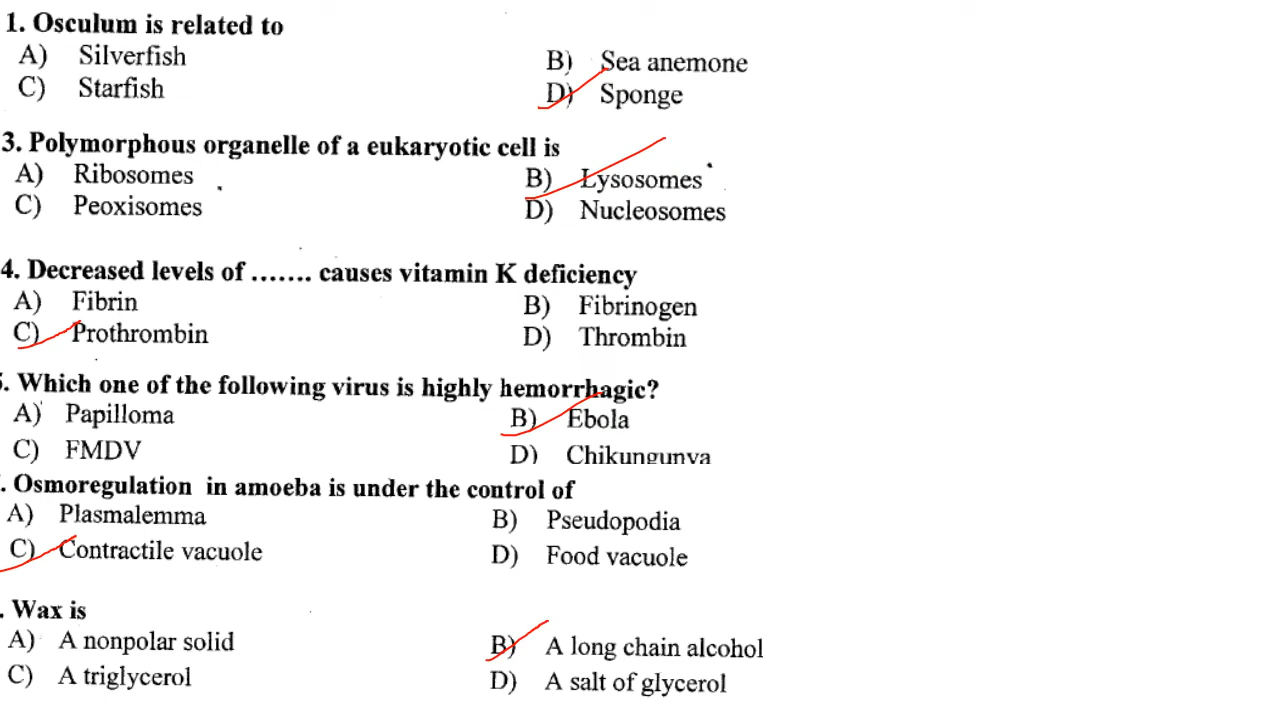 1. Osculum is related to
A) Silverfish B) Sea anemone
C) Starfish D) Sponge
3. Polymorphous organelle of a eukaryotic cell is
A) Ribosomes B) Lysosomes
C) Peoxisomes D) Nucleosomes
4. Decreased levels of ....... causes vitamin K deficiency
A) Fibrin B) Fibrinogen
C) Prothrombin D) Thrombin
. Which one of the following virus is highly hemorrhagic?
A) Papilloma B) Ebola
C) FMDV D) Chikungunya
. Osmoregulation in amoeba is under the control of
A) Plasmalemma B) Pseudopodia
C) Contractile vacuole D) Food vacuole
. Wax is
A) A nonpolar solid B) A long chain alcohol
C) A triglycerol D) A salt of glycerol